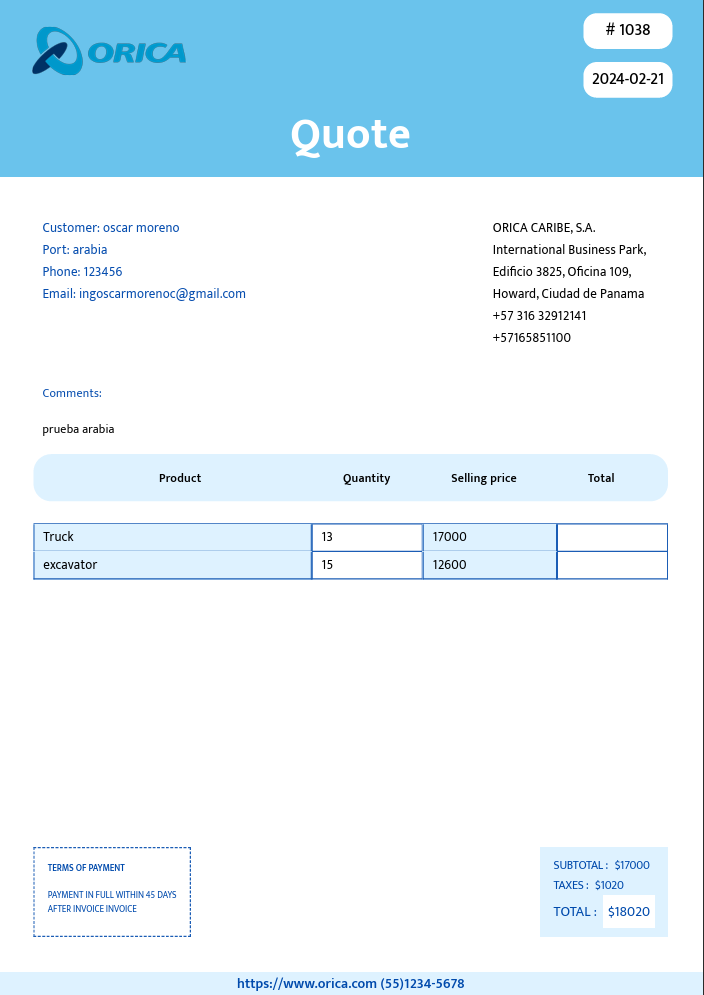 ORICA
# 1038
2024-02-21
Quote
Customer: oscar moreno
Port: arabia
Phone: 123456
Email: ingoscarmorenoc@gmail.com
ORICA CARIBE, S.A.
International Business Park,
Edificio 3825, Oficina 109,
Howard, Ciudad de Panama
+57 316 32912141
+57165851100
Comments:
prueba arabia
Product Quantity Selling price Total
Truck 13 17000
excavator 15 12600
TERMS OF PAYMENT
PAYMENT IN FULL WITHIN 45 DAYS
AFTER INVOICE INVOICE
SUBTOTAL : $17000
TAXES : $1020
TOTAL : $18020
https://www.orica.com (55)1234-5678